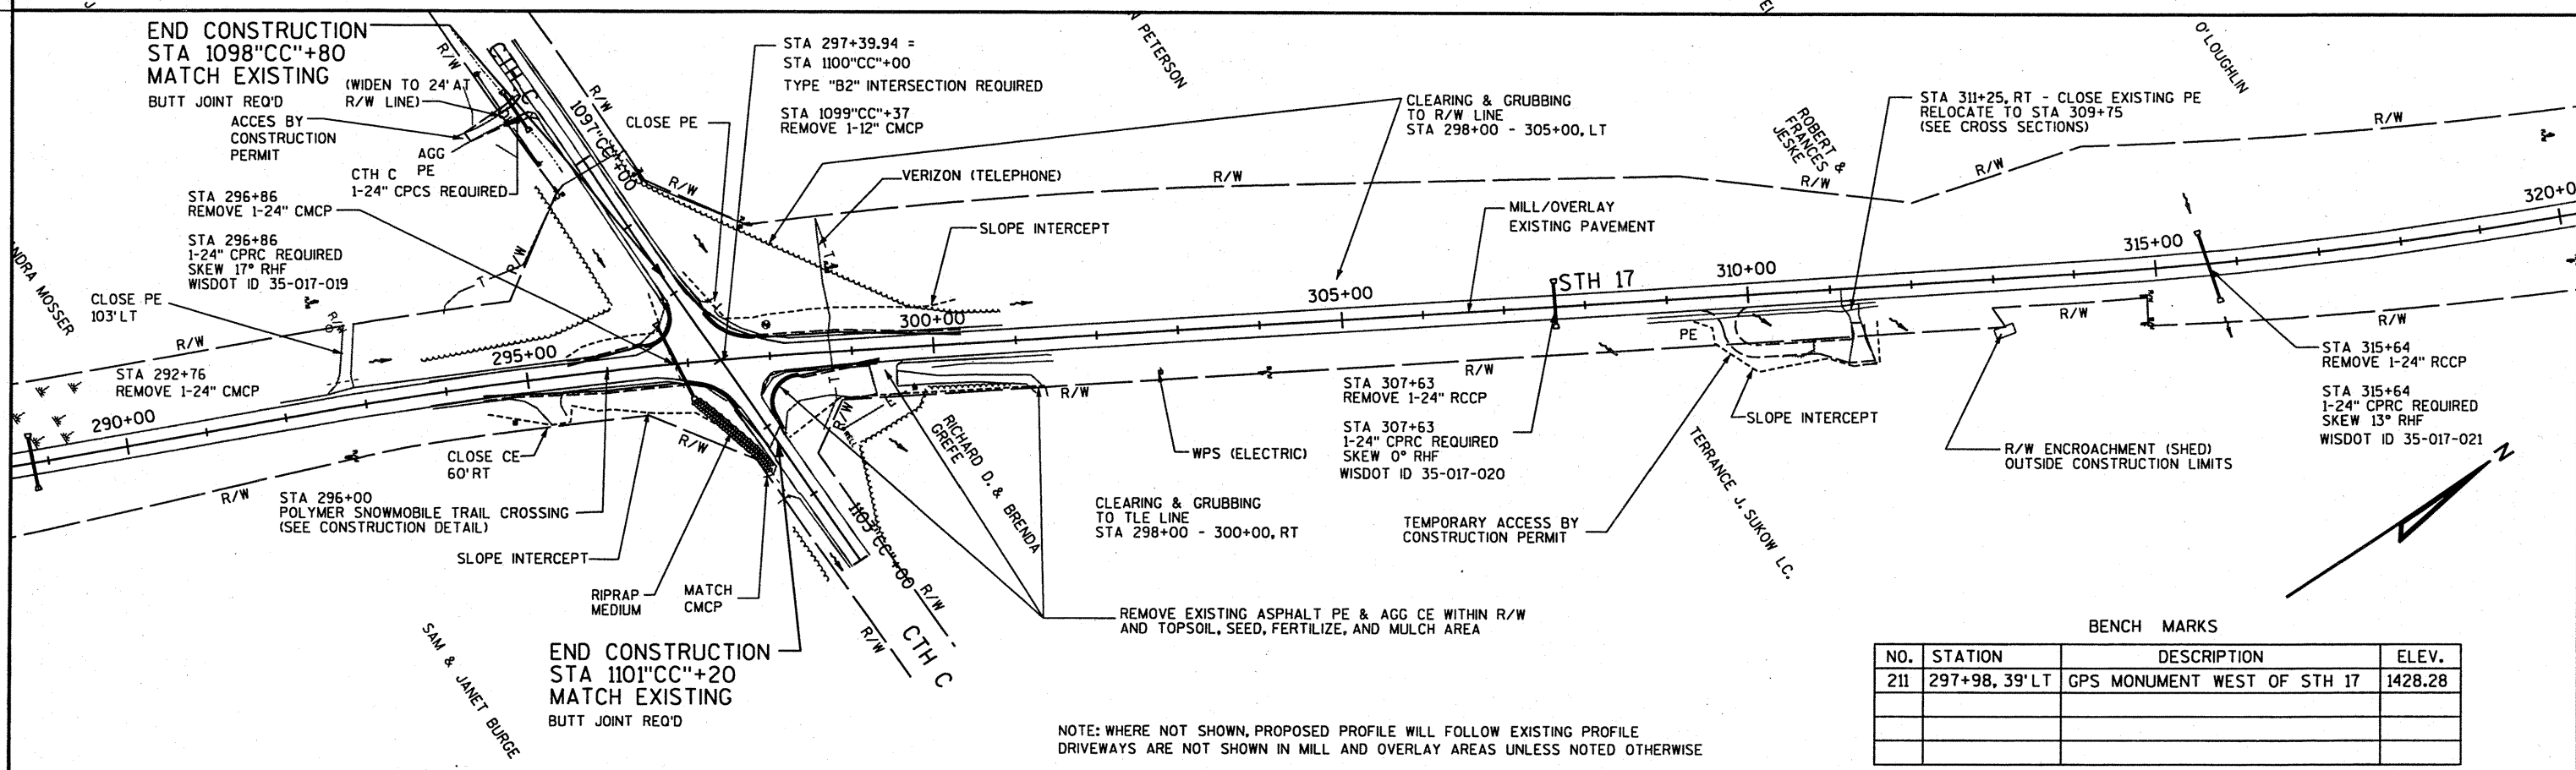 END CONSTRUCTION
STA 1098"CC"+80
MATCH EXISTING
BUTT JOINT REQ'D
(WIDEN TO 24' AT
R/W LINE)
ACCES BY
CONSTRUCTION
PERMIT
AGG
PE
CTH C
1-24" CPCS REQUIRED
R/W
CTH C
1097"CC"+00
R/W
CLOSE PE
STA 297+39.94 =
STA 1100"CC"+00
TYPE "B2" INTERSECTION REQUIRED
STA 1099"CC"+37
REMOVE 1-12" CMCP
N PETERSON
CLEARING & GRUBBING
TO R/W LINE
STA 298+00 - 305+00, LT
ROBERT &
FRANCES
JESKE
STA 311+25, RT - CLOSE EXISTING PE
RELOCATE TO STA 309+75
(SEE CROSS SECTIONS)
O'LOUGHLIN
R/W
R/W
R/W
R/W
R/W
VERIZON (TELEPHONE)
SLOPE INTERCEPT
MILL/OVERLAY
EXISTING PAVEMENT
STA 296+86
REMOVE 1-24" CMCP
STA 296+86
1-24" CPRC REQUIRED
SKEW 17° RHF
WISDOT ID 35-017-019
R/W
T
NDRA MOSSER
CLOSE PE
103' LT
R/W
R/W
STA 292+76
REMOVE 1-24" CMCP
290+00
295+00
300+00
305+00
STH 17
310+00
315+00
320+0
PE
R/W
R/W
R/W
R/W
R/W
R/W
R/W
CLOSE CE
60' RT
STA 296+00
POLYMER SNOWMOBILE TRAIL CROSSING
(SEE CONSTRUCTION DETAIL)
SLOPE INTERCEPT
RIPRAP
MEDIUM
MATCH
CMCP
END CONSTRUCTION
STA 1101"CC"+20
MATCH EXISTING
BUTT JOINT REQ'D
SAM & JANET BURGE
1103"CC"+00
R/W
R/W
CTH C
RICHARD D. & BRENDA
GREFE
WPS (ELECTRIC)
CLEARING & GRUBBING
TO TLE LINE
STA 298+00 - 300+00, RT
REMOVE EXISTING ASPHALT PE & AGG CE WITHIN R/W
AND TOPSOIL, SEED, FERTILIZE, AND MULCH AREA
STA 307+63
REMOVE 1-24" RCCP
STA 307+63
1-24" CPRC REQUIRED
SKEW 0° RHF
WISDOT ID 35-017-020
TEMPORARY ACCESS BY
CONSTRUCTION PERMIT
SLOPE INTERCEPT
TERRANCE J. SUKOW LC.
R/W ENCROACHMENT (SHED)
OUTSIDE CONSTRUCTION LIMITS
STA 315+64
REMOVE 1-24" RCCP
STA 315+64
1-24" CPRC REQUIRED
SKEW 13° RHF
WISDOT ID 35-017-021
N
NOTE: WHERE NOT SHOWN, PROPOSED PROFILE WILL FOLLOW EXISTING PROFILE
DRIVEWAYS ARE NOT SHOWN IN MILL AND OVERLAY AREAS UNLESS NOTED OTHERWISE
BENCH MARKS
NO. STATION DESCRIPTION ELEV.
211 297+98, 39' LT GPS MONUMENT WEST OF STH 17 1428.28